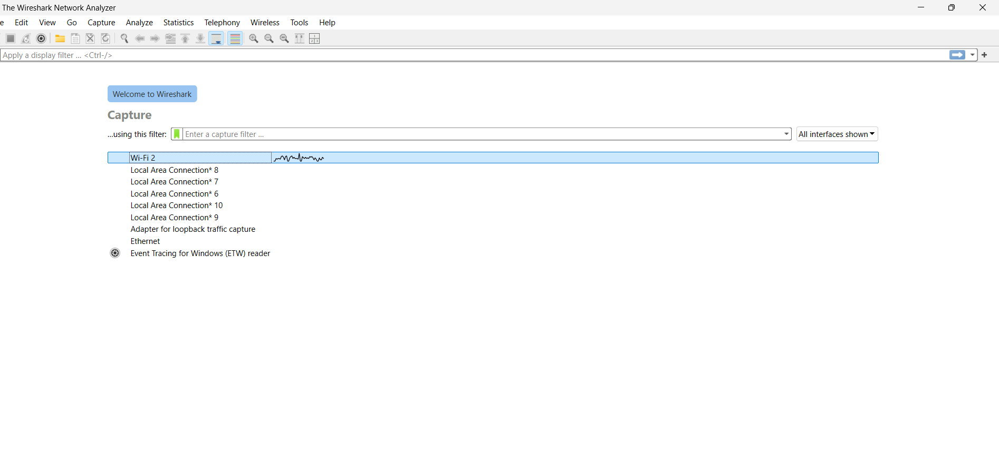 The Wireshark Network Analyzer
e Edit View Go Capture Analyze Statistics Telephony Wireless Tools Help
Apply a display filter ... <Ctrl-/>
Welcome to Wireshark
Capture
...using this filter: Enter a capture filter ... All interfaces shown
Wi-Fi 2
Local Area Connection* 8
Local Area Connection* 7
Local Area Connection* 6
Local Area Connection* 10
Local Area Connection* 9
Adapter for loopback traffic capture
Ethernet
Event Tracing for Windows (ETW) reader